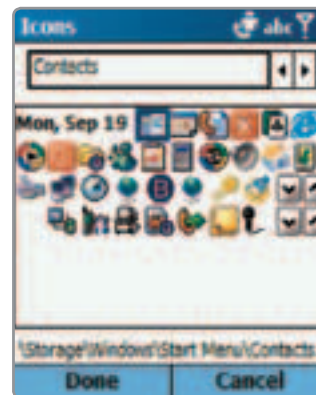 Icons abc
Contacts
Mon, Sep 19
B
\Storage\Windows\Start Menu\Contacts
Done Cancel